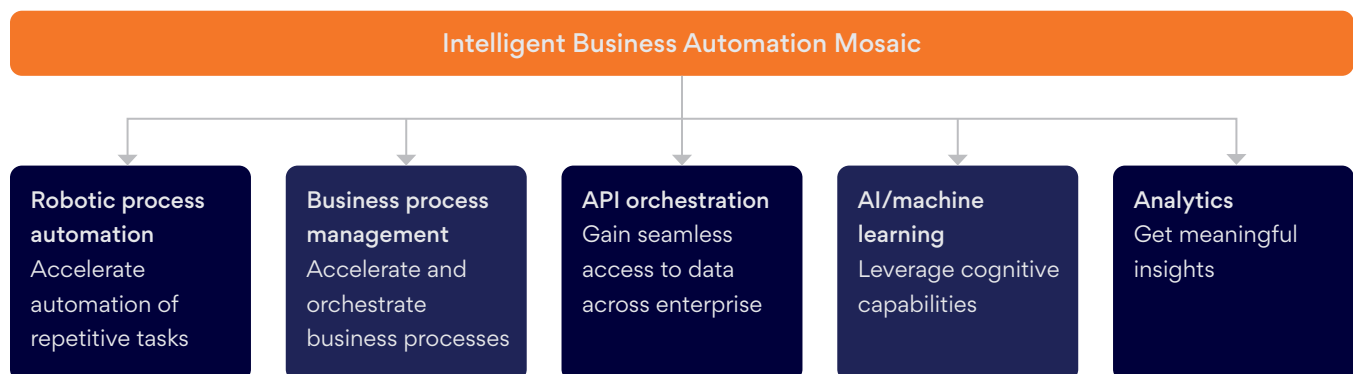 Intelligent Business Automation Mosaic
Robotic process
automation
Accelerate
automation of
repetitive tasks
Business process
management
Accelerate and
orchestrate
business processes
API orchestration
Gain seamless
access to data
across enterprise
AI/machine
learning
Leverage cognitive
capabilities
Analytics
Get meaningful
insights